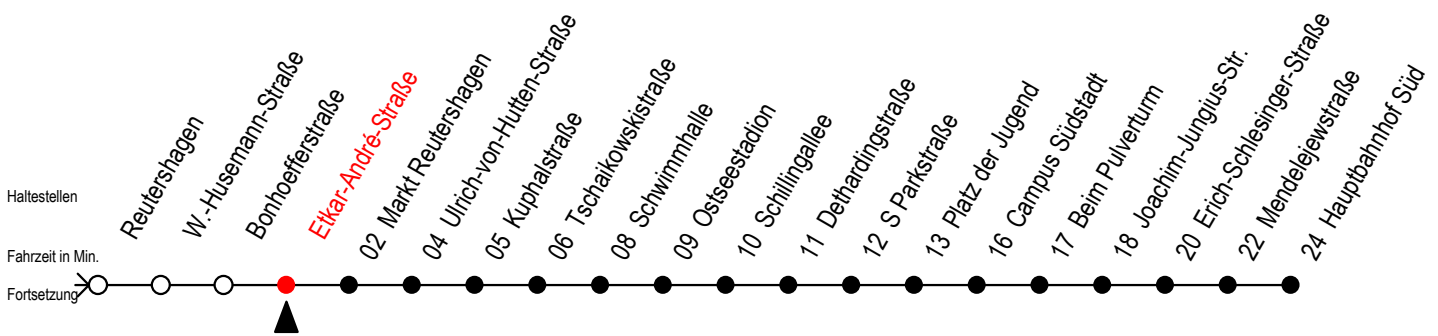 Haltestellen
Fahrzeit in Min.
Fortsetzung
Reutershagen
W.-Husemann-Straße
Bonhoefferstraße
Etkar-André-Straße
02 Markt Reutershagen
04 Ulrich-von-Hutten-Straße
05 Kuphalstraße
06 Tschaikowskistraße
08 Schwimmhalle
09 Ostseestadion
10 Schillingallee
11 Dethardingstraße
12 S Parkstraße
13 Platz der Jugend
16 Campus Südstadt
17 Beim Pulverturm
18 Joachim-Jungius-Str.
20 Erich-Schlesinger-Straße
22 Mendelejewstraße
24 Hauptbahnhof Süd